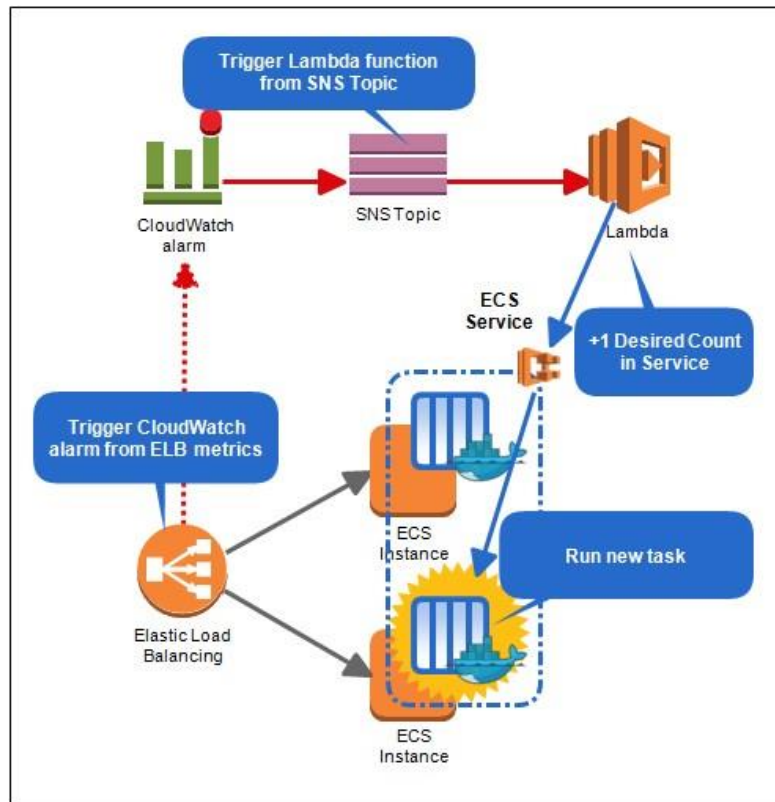 Trigger Lambda function
from SNS Topic
CloudWatch
alarm
SNS Topic
Lambda
ECS
Service
+1 Desired Count
in Service
Trigger CloudWatch
alarm from ELB metrics
ECS
Instance
Run new task
Elastic Load
Balancing
ECS
Instance